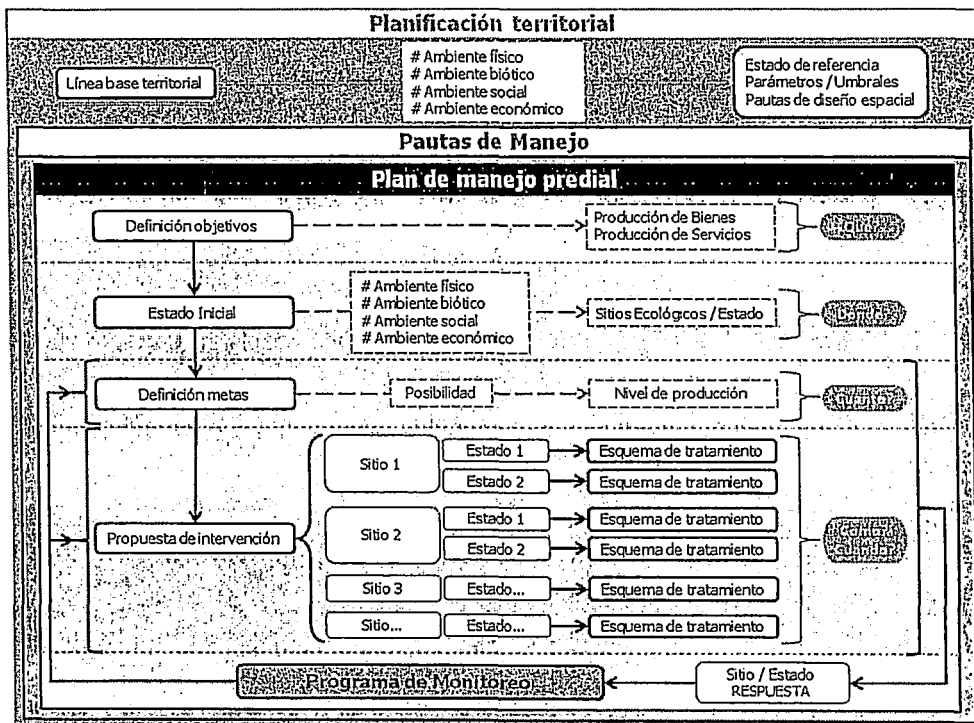 Planificación territorial
Línea base territorial
# Ambiente físico
# Ambiente biótico
# Ambiente social
# Ambiente económico
Estado de referencia
Parámetros / Umbrales
Pautas de diseño espacial
Pautas de Manejo
Plan de manejo predial
Definición objetivos
Producción de Bienes
Producción de Servicios
Estado Inicial
# Ambiente físico
# Ambiente biótico
# Ambiente social
# Ambiente económico
Sitios Ecológcos / Estado
Definición metas
Posibilidad
Nivel de producción
Propuesta de intervención
Sitio 1
Estado 1
Esquema de tratamiento
Estado 2
Esquema de tratamiento
Sitio 2
Estado 1
Esquema de tratamiento
Estado 2
Esquema de tratamiento
Sitio 3
Estado...
Esquema de tratamiento
Sitio...
Estado...
Esquema de tratamiento
Programa de Monitoreo
Sitio / Estado
RESPUESTA